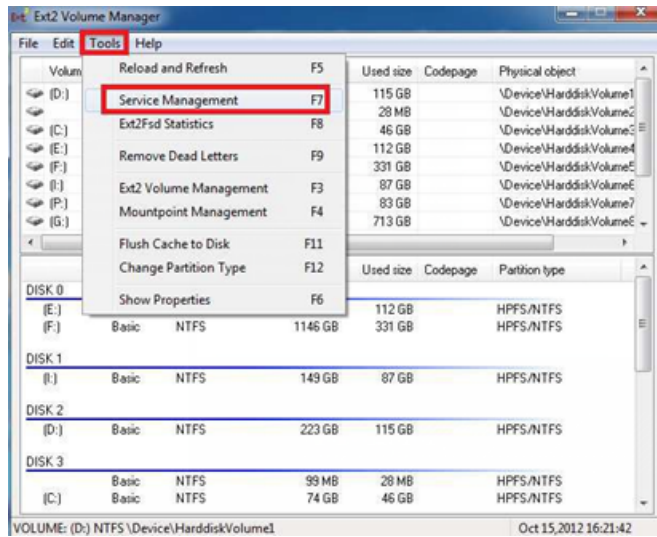 Ext2 Volume Manager
File Edit Tools Help
Reload and Refresh F5
Service Management F7
Ext2Fsd Statistics F8
Remove Dead Letters F9
Ext2 Volume Management F3
Mountpoint Management F4
Flush Cache to Disk F11
Change Partition Type F12
Show Properties F6
Volum Used size Codepage Physical object
(D:) 115 GB \Device\HarddiskVolume1
28 MB \Device\HarddiskVolume2
(C:) 46 GB \Device\HarddiskVolume3
(E:) 112 GB \Device\HarddiskVolume4
(F:) 331 GB \Device\HarddiskVolume5
(I:) 87 GB \Device\HarddiskVolume6
(P:) 83 GB \Device\HarddiskVolume7
(G:) 713 GB \Device\HarddiskVolume8
Used size Codepage Partition type
DISK 0
(E:) 112 GB HPFS/NTFS
(F:) Basic NTFS 1146 GB 331 GB HPFS/NTFS
DISK 1
(I:) Basic NTFS 149 GB 87 GB HPFS/NTFS
DISK 2
(D:) Basic NTFS 223 GB 115 GB HPFS/NTFS
DISK 3
Basic NTFS 99 MB 28 MB HPFS/NTFS
(C:) Basic NTFS 74 GB 46 GB HPFS/NTFS
VOLUME: (D:) NTFS \Device\HarddiskVolume1 Oct 15,2012 16:21:42